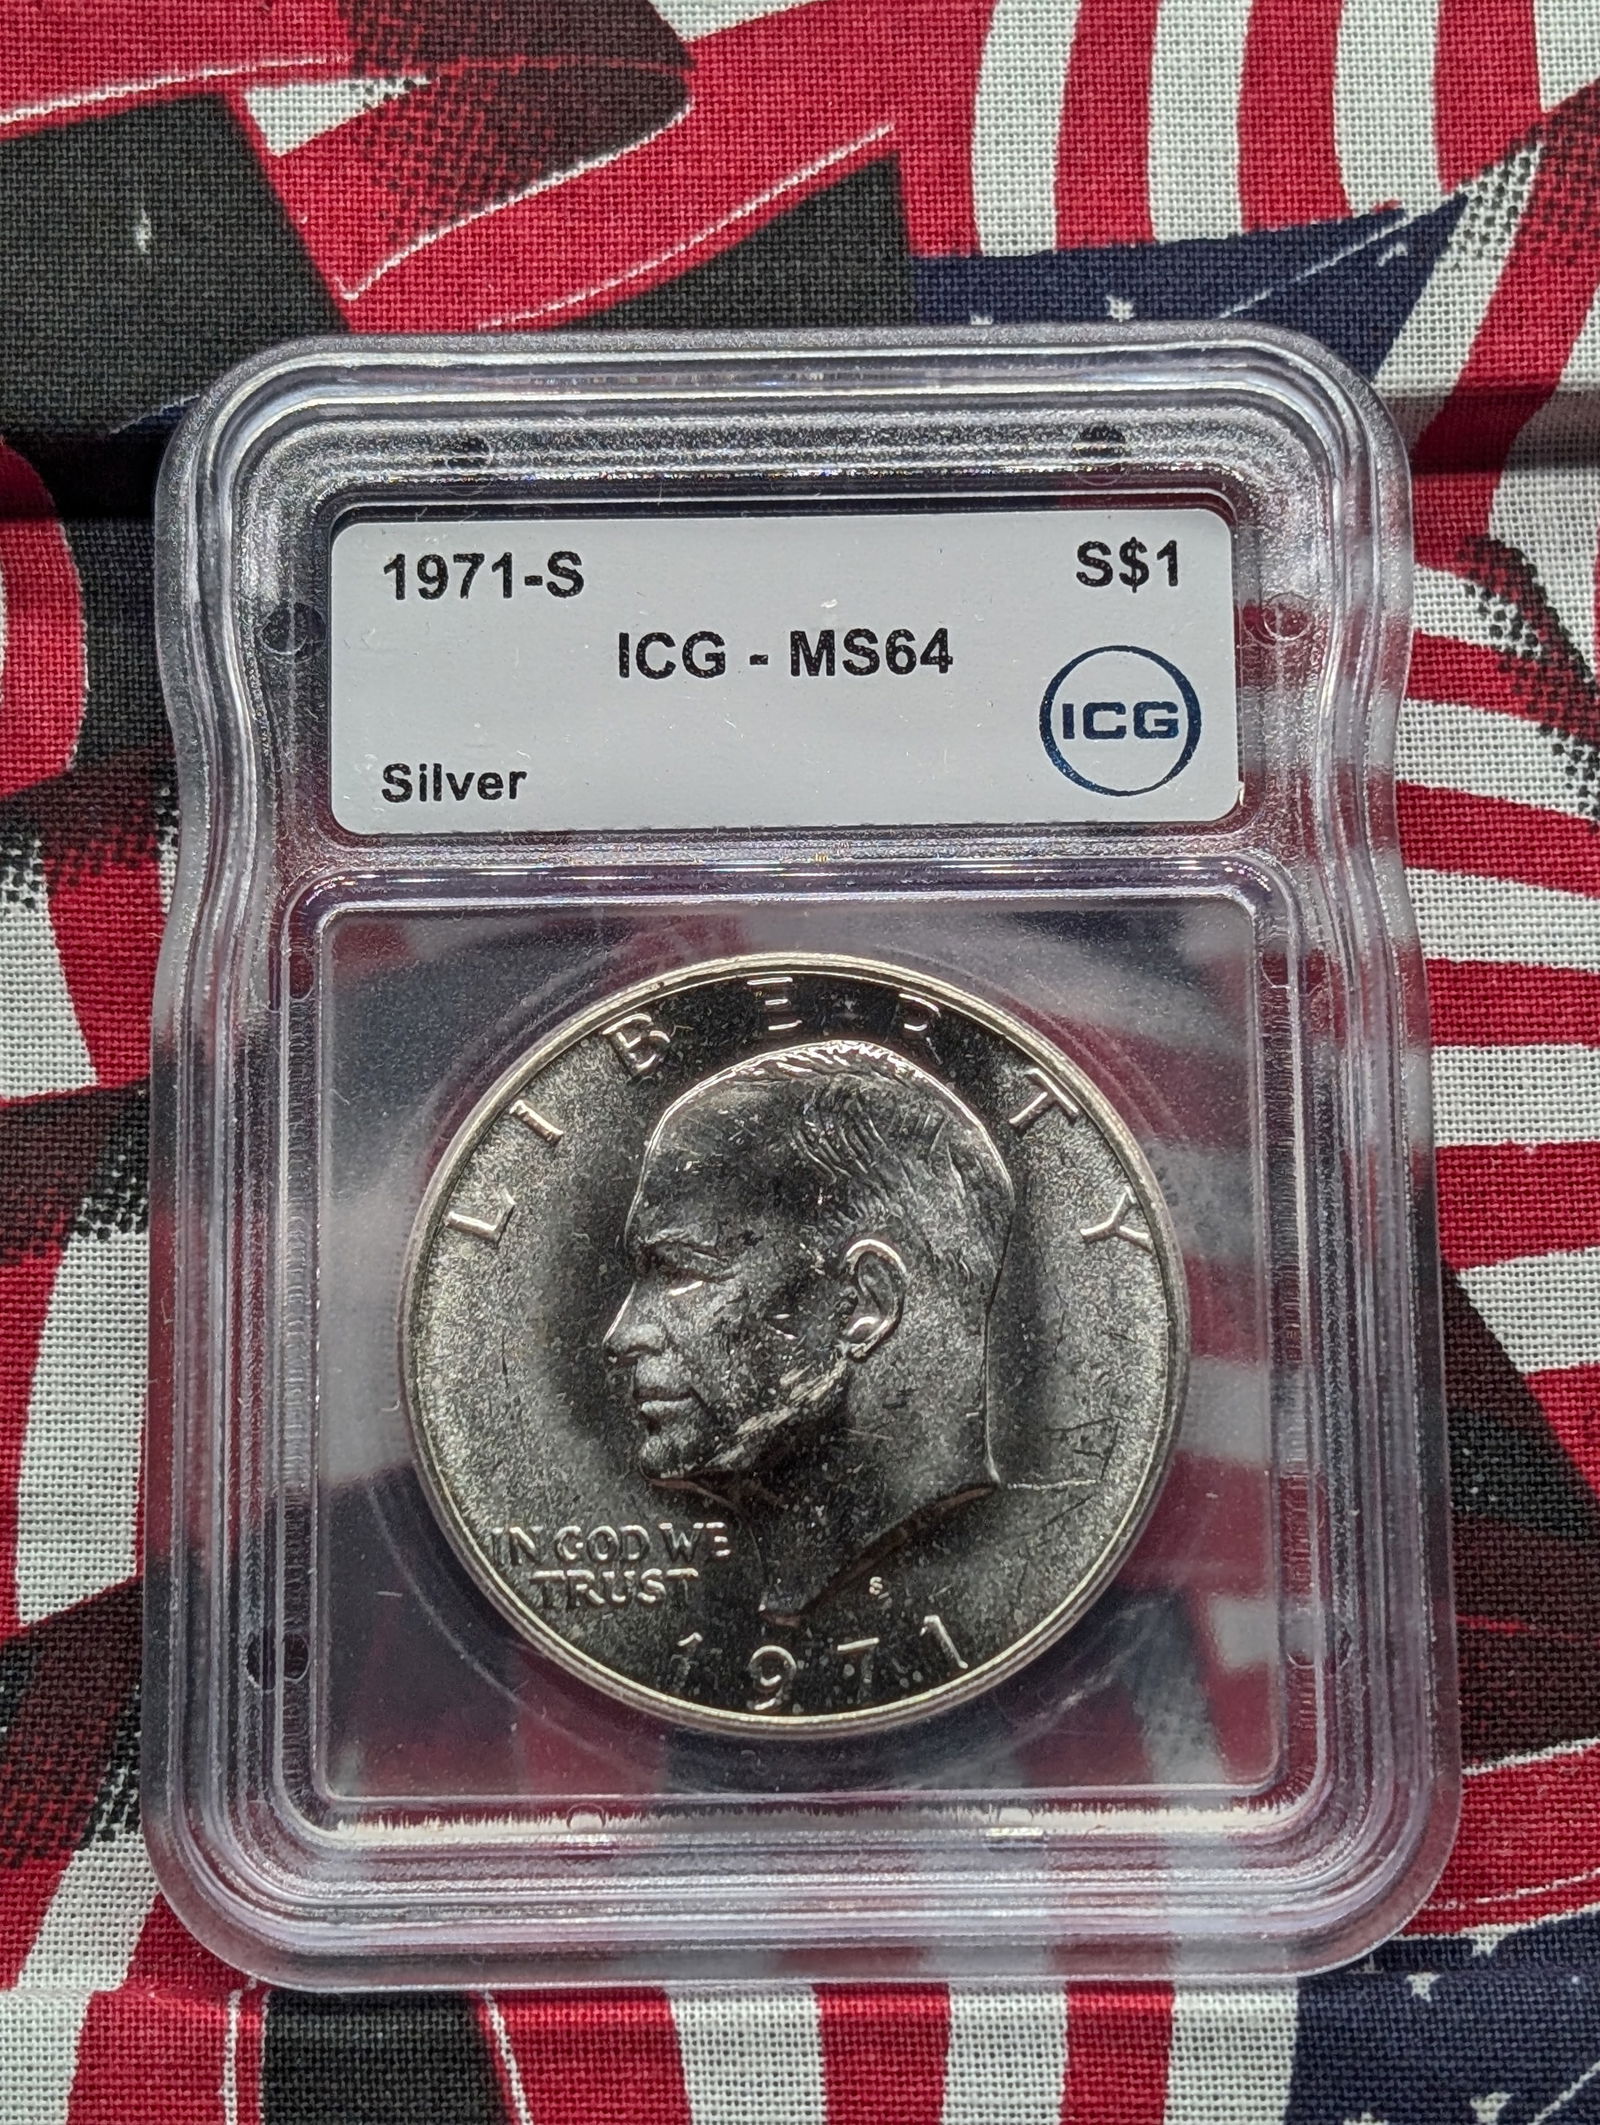 1971-S S$1
ICG - MS64
ICG
Silver
LIBERTY
IN GOD WE
TRUST
S
1971